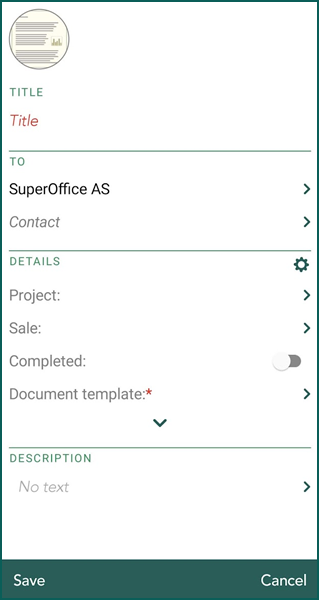 TITLE
Title
TO
SuperOffice AS
Contact
DETAILS
Project:
Sale:
Completed:
Document template:*
DESCRIPTION
No text
Save Cancel